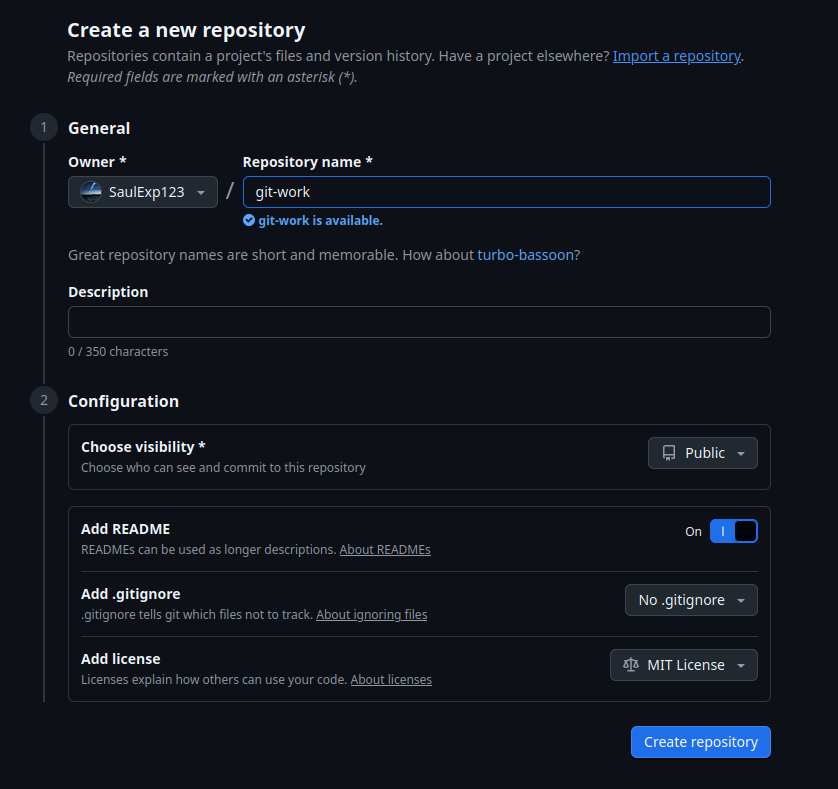 Create a new repository
Repositories contain a project's files and version history. Have a project elsewhere? Import a repository.
Required fields are marked with an asterisk (*).
1
General
Owner *
Repository name *
SaulExp123
/
git-work
git-work is available.
Great repository names are short and memorable. How about turbo-bassoon?
Description
0 / 350 characters
2
Configuration
Choose visibility *
Choose who can see and commit to this repository
Public
Add README
READMEs can be used as longer descriptions. About READMEs
On
Add .gitignore
.gitignore tells git which files not to track. About ignoring files
No .gitignore
Add license
Licenses explain how others can use your code. About licenses
MIT License
Create repository